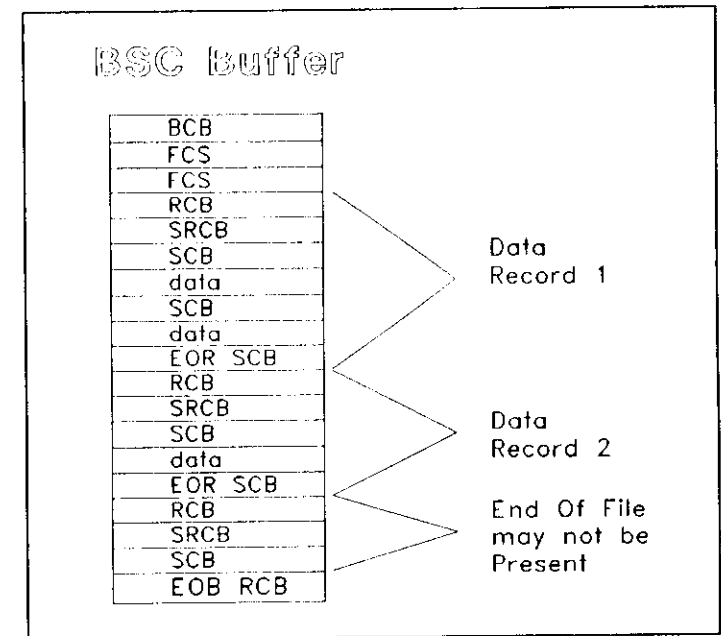 BSC Buffer
BCB
FCS
FCS
RCB
SRCB
SCB
data
SCB
data
EOR SCB
RCB
SRCB
SCB
data
EOR SCB
RCB
SRCB
SCB
EOB RCB
Data
Record 1
Data
Record 2
End Of File
may not be
Present